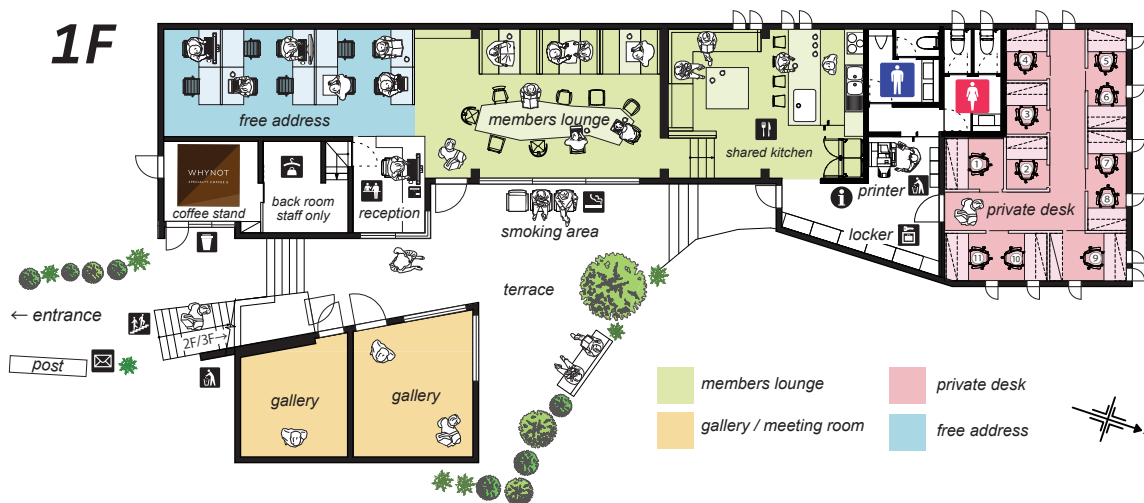 1F
free address
members lounge
shared kitchen
WHYNOT
SPECIALTY COFFEE
coffee stand
back room
staff only
reception
smoking area
printer
locker
private desk
4
5
6
3
1
2
7
8
11
10
9
terrace
← entrance
2F/3F→
post
gallery
gallery
members lounge
gallery / meeting room
private desk
free address